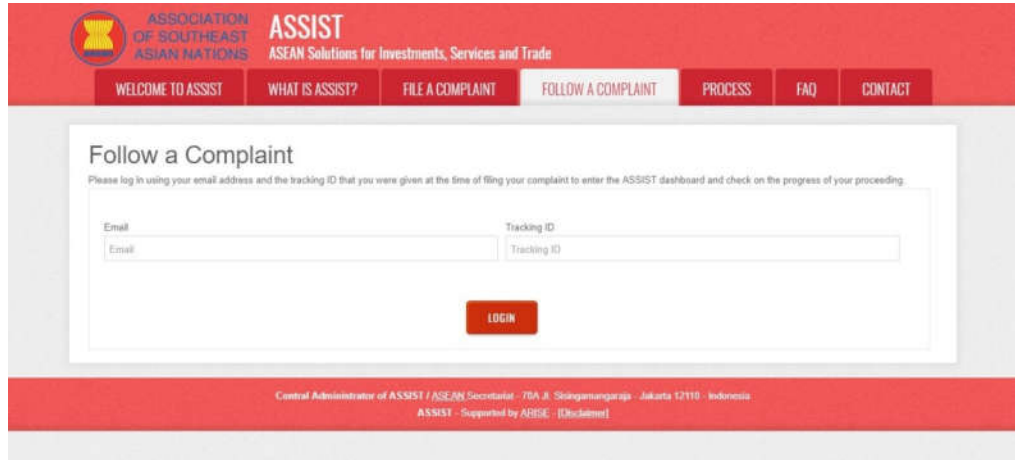 ASSOCIATION
OF SOUTHEAST
ASIAN NATIONS
ASSIST
ASEAN Solutions for Investments, Services and Trade
WELCOME TO ASSIST
WHAT IS ASSIST?
FILE A COMPLAINT
FOLLOW A COMPLAINT
PROCESS
FAQ
CONTACT
Follow a Complaint
Please log in using your email address and the tracking ID that you were given at the time of filing your complaint to enter the ASSIST dashboard and check on the progress of your proceeding.
Email
Tracking ID
Email
Tracking ID
LOGIN
Central Administrator of ASSIST / ASEAN Secretariat - 70A Jl. Sisingamangaraja - Jakarta 12110 - Indonesia
ASSIST - Supported by ARISE - [Disclaimer]